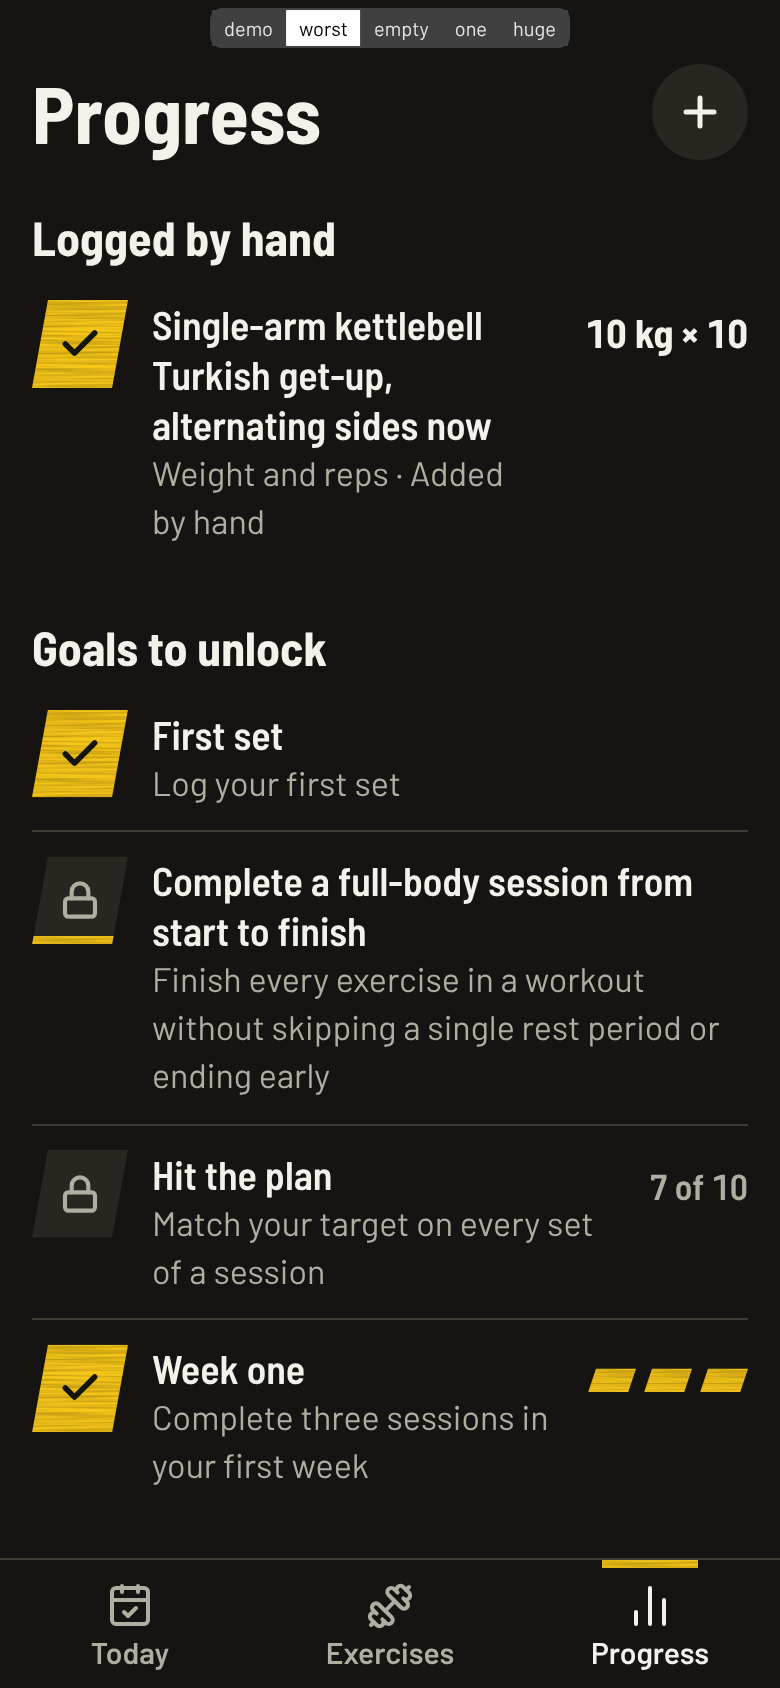 demo worst empty one huge
Progress
Logged by hand
Single-arm kettlebell
Turkish get-up,
alternating sides now
10 kg × 10
Weight and reps · Added
by hand
Goals to unlock
First set
Log your first set
Complete a full-body session from
start to finish
Finish every exercise in a workout
without skipping a single rest period or
ending early
Hit the plan
7 of 10
Match your target on every set
of a session
Week one
Complete three sessions in
your first week
Today Exercises Progress